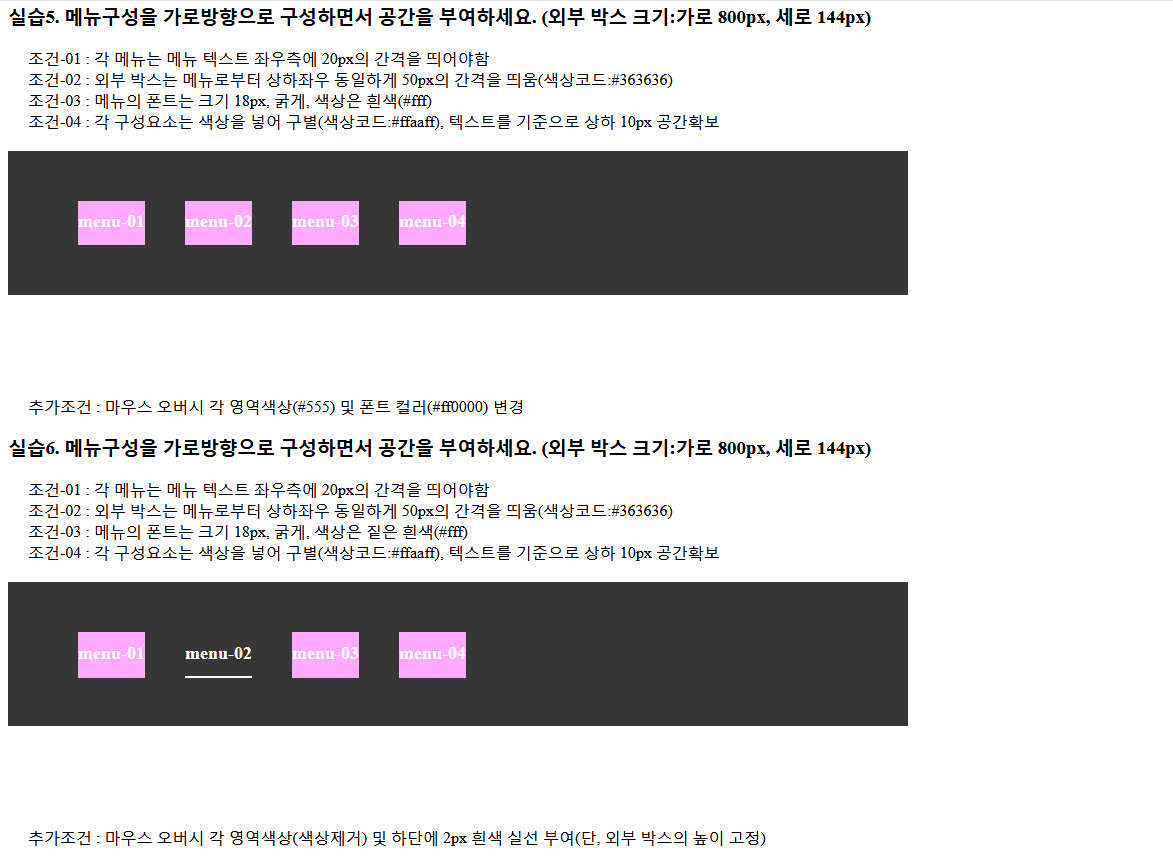 실습5. 메뉴구성을 가로방향으로 구성하면서 공간을 부여하세요. (외부 박스 크기:가로 800px, 세로 144px)
조건-01 : 각 메뉴는 메뉴 텍스트 좌우측에 20px의 간격을 띄어야함
조건-02 : 외부 박스는 메뉴로부터 상하좌우 동일하게 50px의 간격을 띄움(색상코드:#363636)
조건-03 : 메뉴의 폰트는 크기 18px, 굵게, 색상은 흰색(#fff)
조건-04 : 각 구성요소는 색상을 넣어 구별(색상코드:#ffaaff), 텍스트를 기준으로 상하 10px 공간확보
menu-01 menu-02 menu-03 menu-04
추가조건 : 마우스 오버시 각 영역색상(#555) 및 폰트 컬러(#ff0000) 변경
실습6. 메뉴구성을 가로방향으로 구성하면서 공간을 부여하세요. (외부 박스 크기:가로 800px, 세로 144px)
조건-01 : 각 메뉴는 메뉴 텍스트 좌우측에 20px의 간격을 띄어야함
조건-02 : 외부 박스는 메뉴로부터 상하좌우 동일하게 50px의 간격을 띄움(색상코드:#363636)
조건-03 : 메뉴의 폰트는 크기 18px, 굵게, 색상은 짙은 흰색(#fff)
조건-04 : 각 구성요소는 색상을 넣어 구별(색상코드:#ffaaff), 텍스트를 기준으로 상하 10px 공간확보
menu-01 menu-02 menu-03 menu-04
추가조건 : 마우스 오버시 각 영역색상(색상제거) 및 하단에 2px 흰색 실선 부여(단, 외부 박스의 높이 고정)